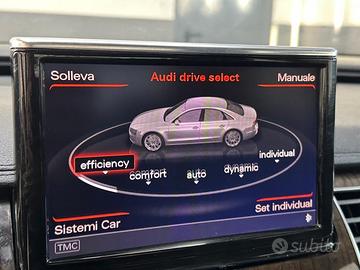 Solleva
Audi drive select
Manuale
efficiency
comfort
auto
dynamic
individual
Sistemi Car
Set individual
TMC
subito